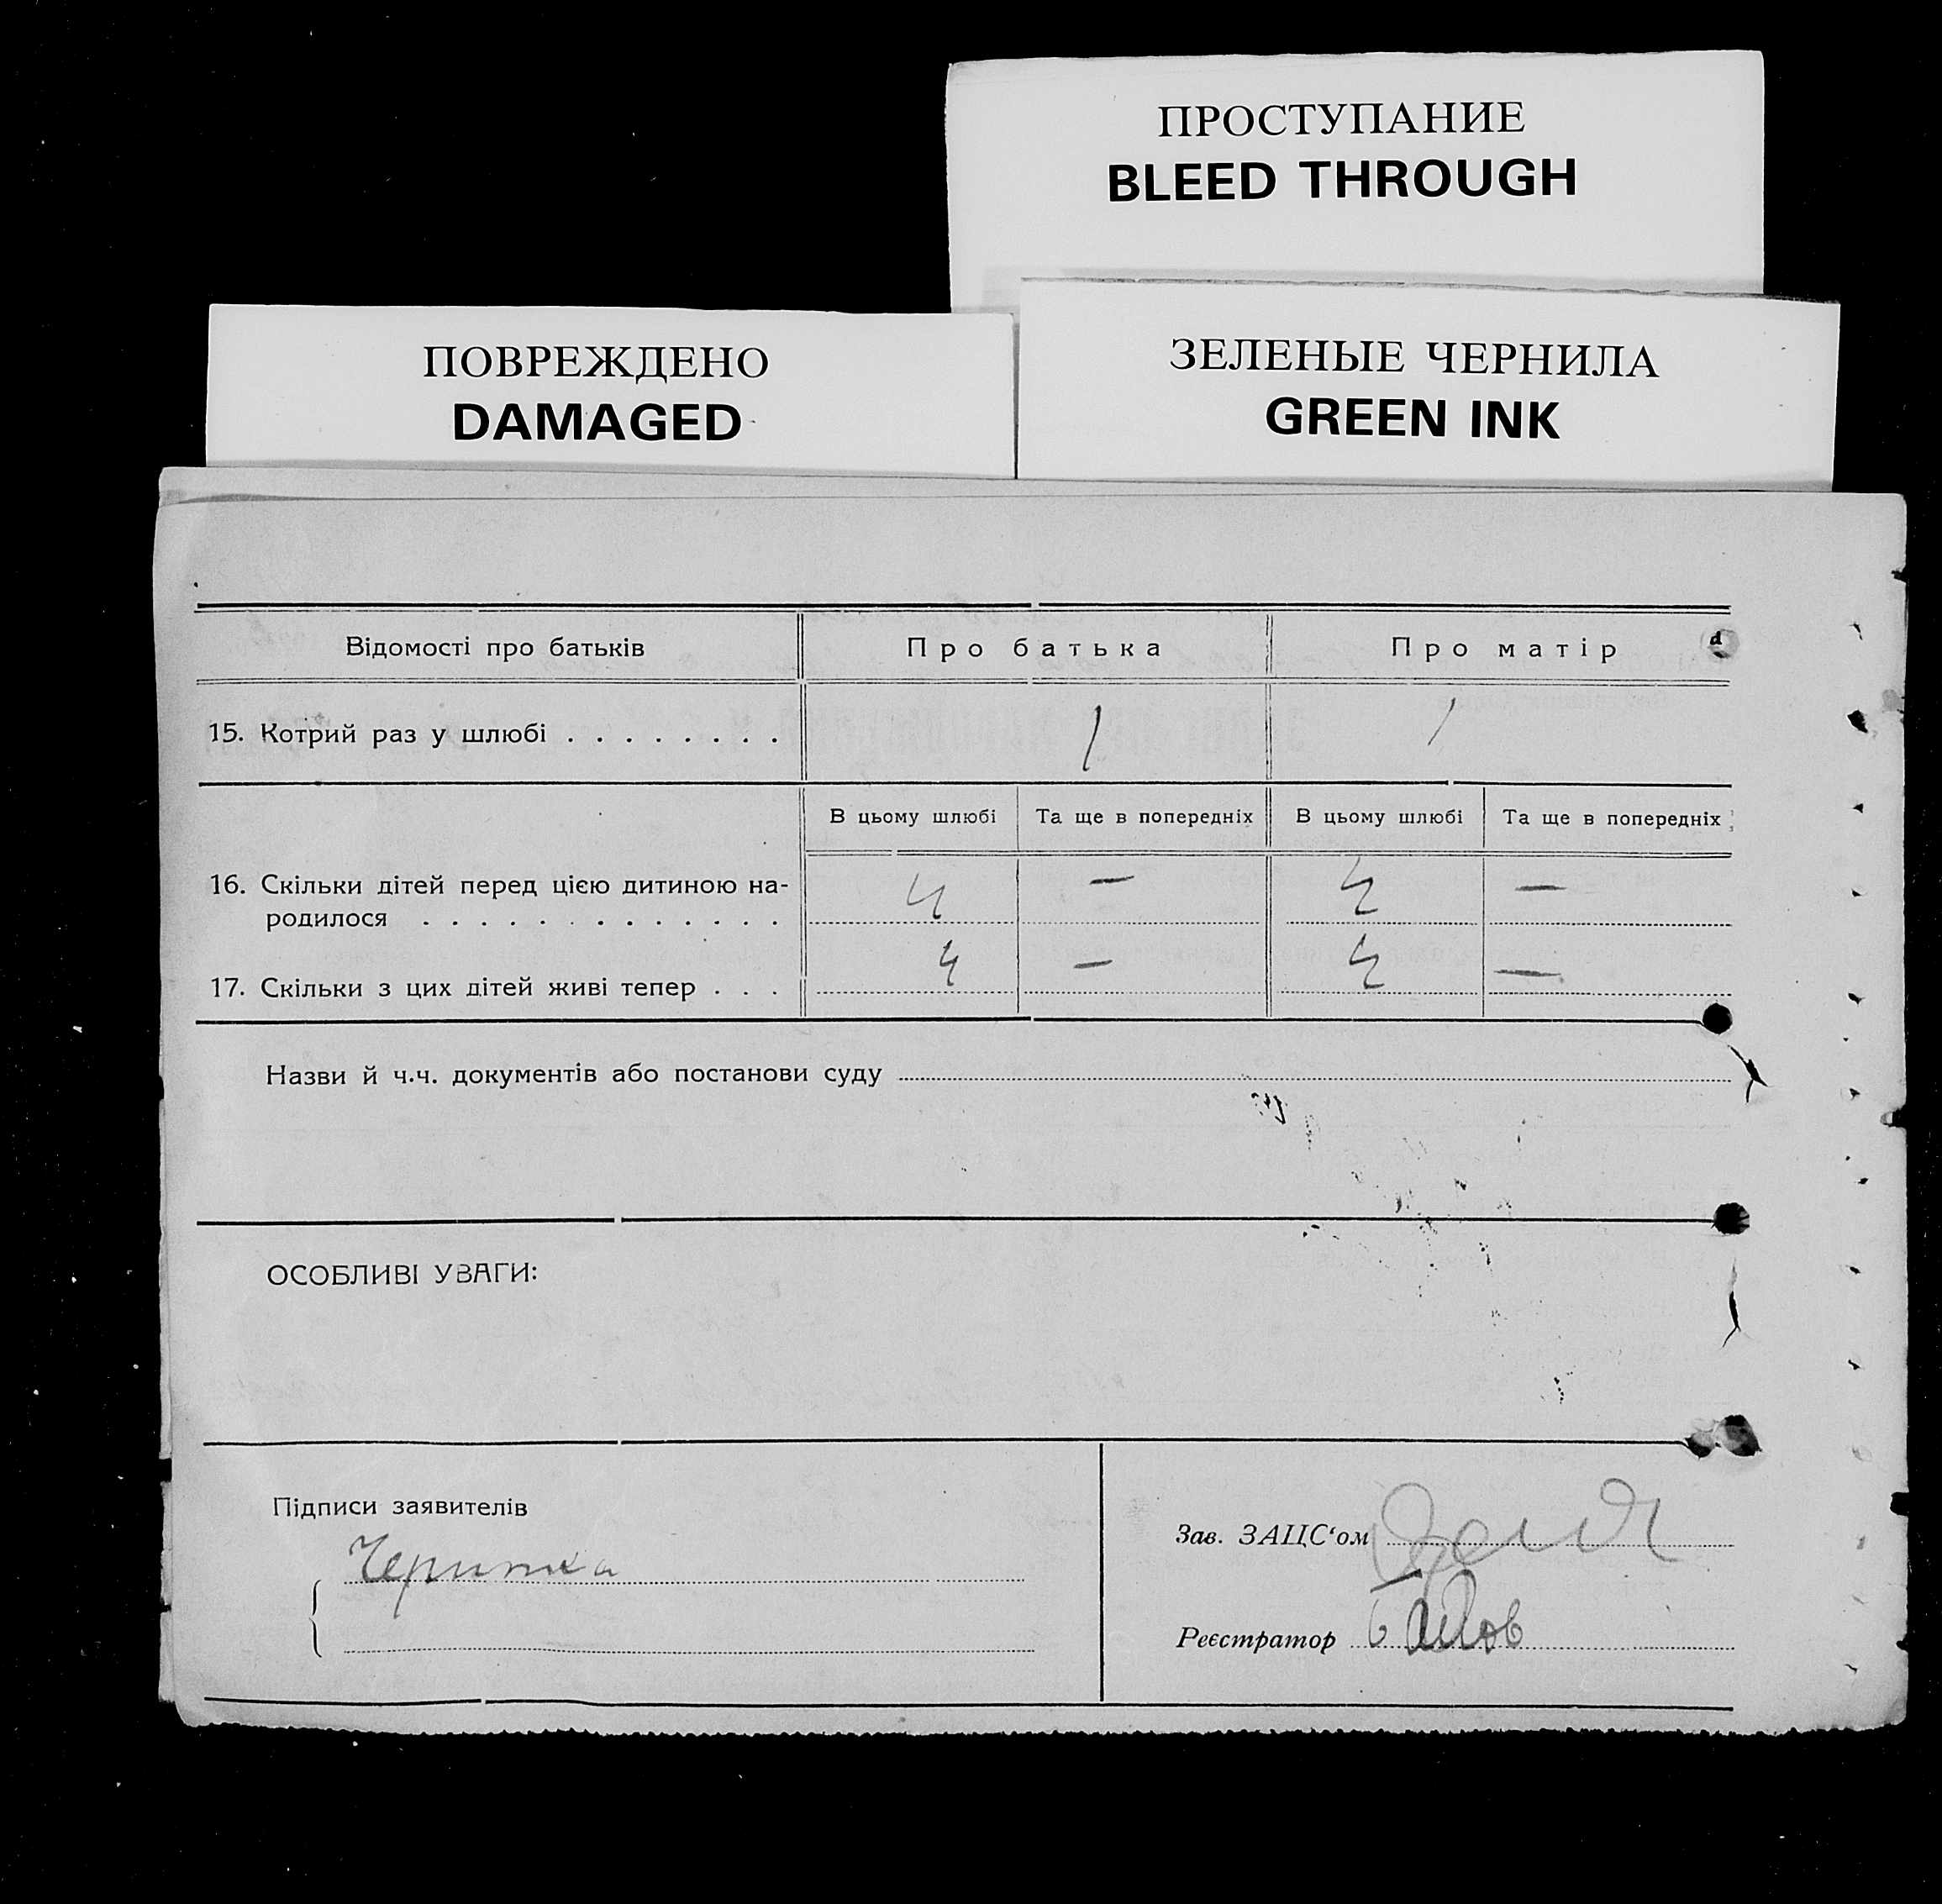 ПРОСТУПАНИЕ
BLEED THROUGH
ПОВРЕЖДЕНО
DAMAGED
ЗЕЛЕНЫЕ ЧЕРНИЛА
GREEN INK
Відомості про батьків Про батька Про матір
15. Котрий раз у шлюбі . . . . . . . . 1 1
В цьому шлюбі Та ще в попередніх В цьому шлюбі Та ще в попередніх
16. Скільки дітей перед цією дитиною на-
родилося . . . . . . . . . . . . . 4 — 4 —
17. Скільки з цих дітей живі тепер . . . 4 — 4 —
Назви й ч.ч. документів або постанови суду
ОСОБЛИВІ УВАГИ:
Підписи заявителів
Зав. ЗАЦС‘ом
Реєстратор